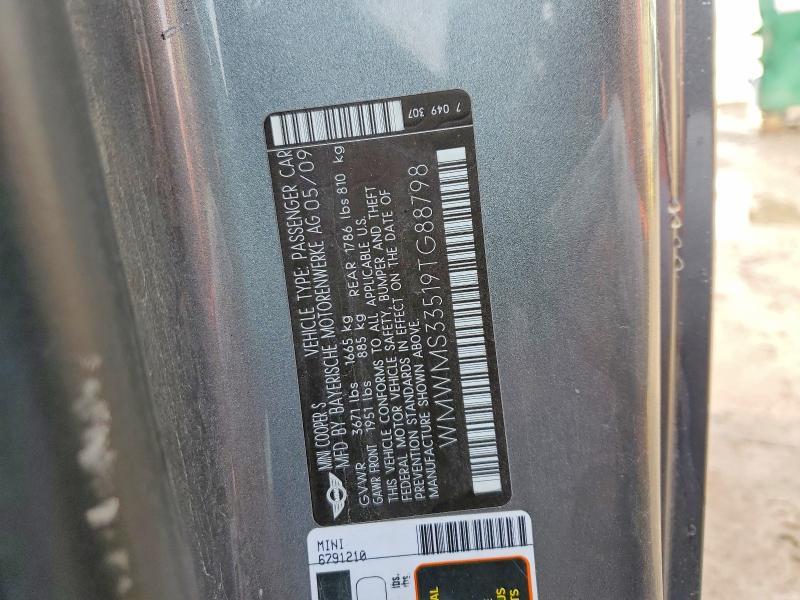 MINI COOPER S VEHICLE TYPE: PASSENGER CAR
MFD BY BAYERISCHE MOTORENWERKE AG 05/09
GVWR 3671 lbs 1665 kg REAR 1786 lbs 810 kg
GAWR FRONT 1951 lbs 885 kg
THIS VEHICLE CONFORMS TO ALL APPLICABLE U.S.
FEDERAL MOTOR VEHICLE SAFETY, BUMPER AND THEFT
PREVENTION STANDARDS IN EFFECT ON THE DATE OF
MANUFACTURE SHOWN ABOVE.
WMWMS33519TG88798
7 049 307
MINI
6791210
lbs.